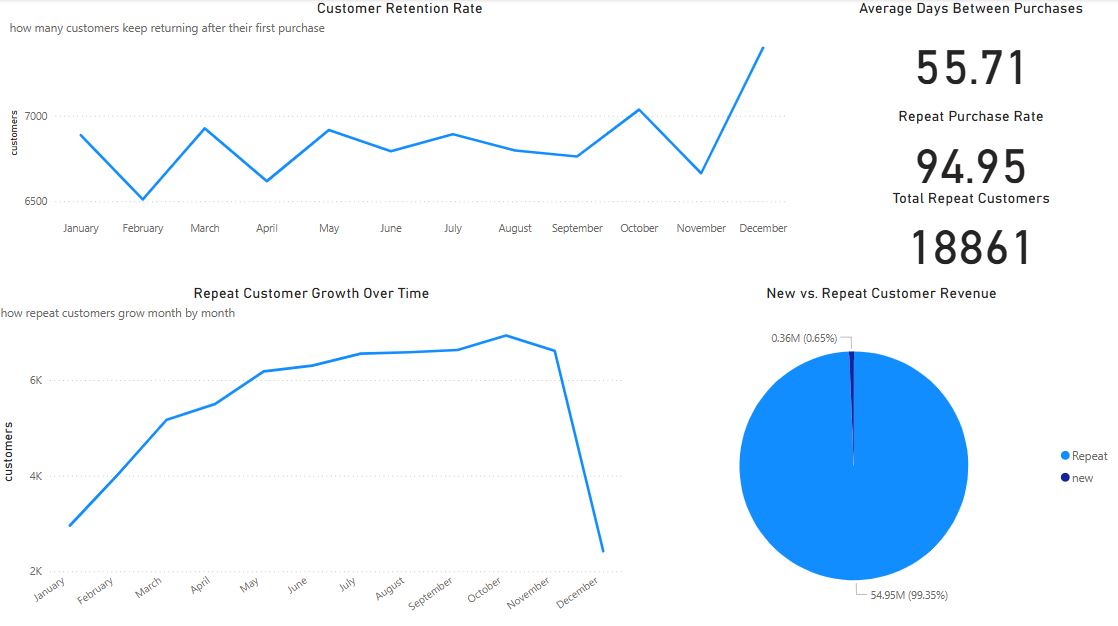 Customer Retention Rate
how many customers keep returning after their first purchase
customers
7000
6500
January February March April May June July August September October November December
Average Days Between Purchases
55.71
Repeat Purchase Rate
94.95
Total Repeat Customers
18861
Repeat Customer Growth Over Time
how repeat customers grow month by month
customers
6K
4K
2K
January February March April May June July August September October November December
New vs. Repeat Customer Revenue
0.36M (0.65%)
54.95M (99.35%)
Repeat
new